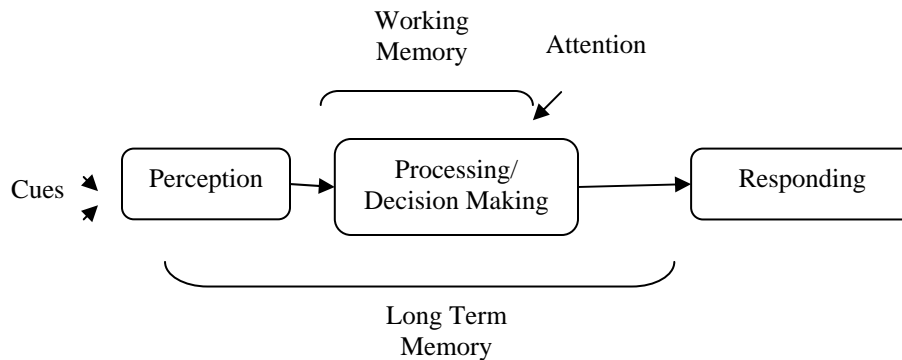 Working
Memory
Attention
Cues
Perception
Processing/
Decision Making
Responding
Long Term
Memory